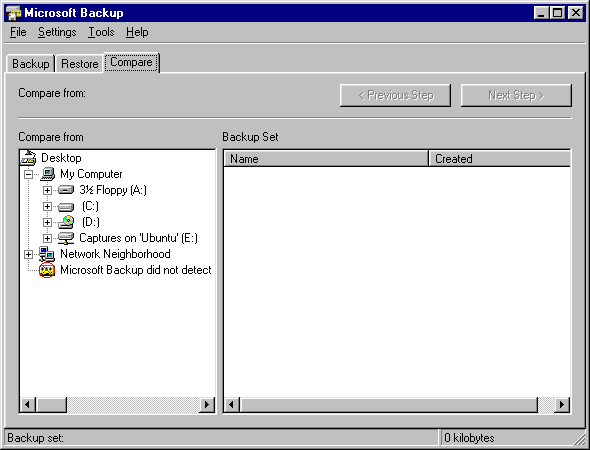 Microsoft Backup
File Settings Tools Help
Backup Restore Compare
Compare from: < Previous Step Next Step >
Compare from Backup Set
Name Created
Desktop
My Computer
3½ Floppy (A:)
(C:)
(D:)
Captures on 'Ubuntu' (E:)
Network Neighborhood
Microsoft Backup did not detect
Backup set: 0 kilobytes